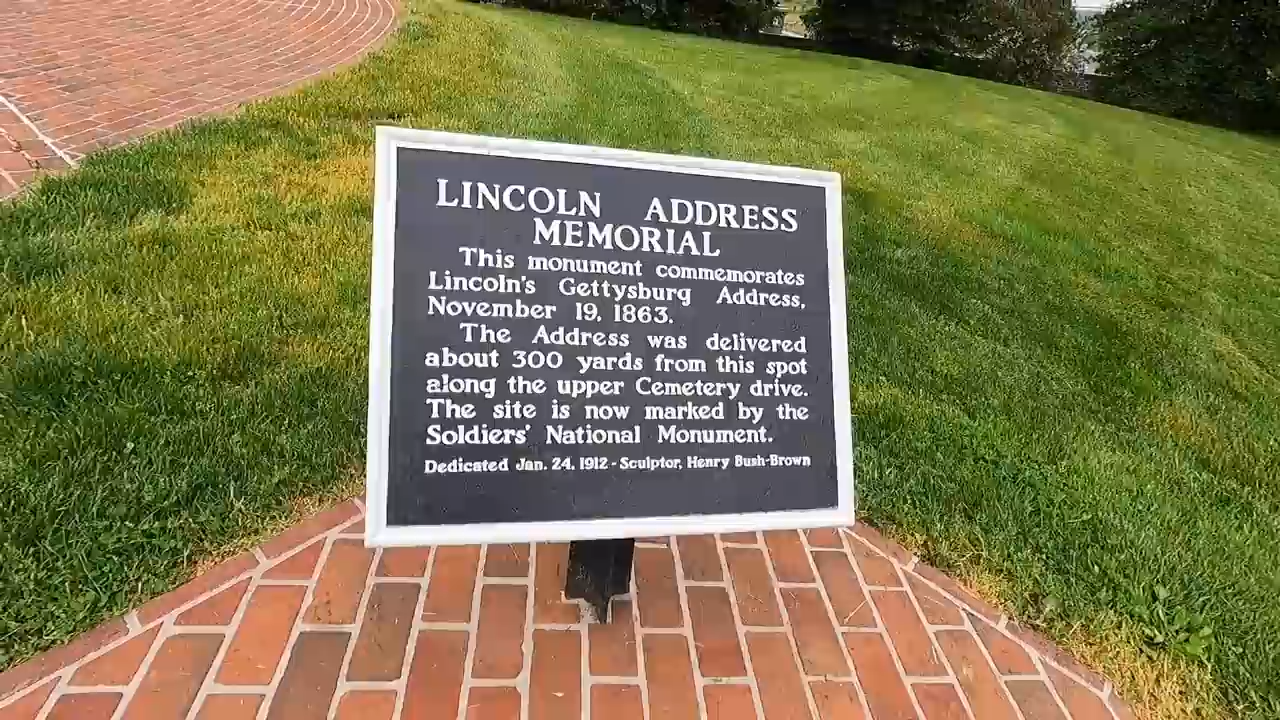 LINCOLN ADDRESS
MEMORIAL
This monument commemorates
Lincoln's Gettysburg Address,
November 19, 1863.
The Address was delivered
about 300 yards from this spot
along the upper Cemetery drive.
The site is now marked by the
Soldiers' National Monument.
Dedicated Jan. 24, 1912 - Sculptor, Henry Bush-Brown